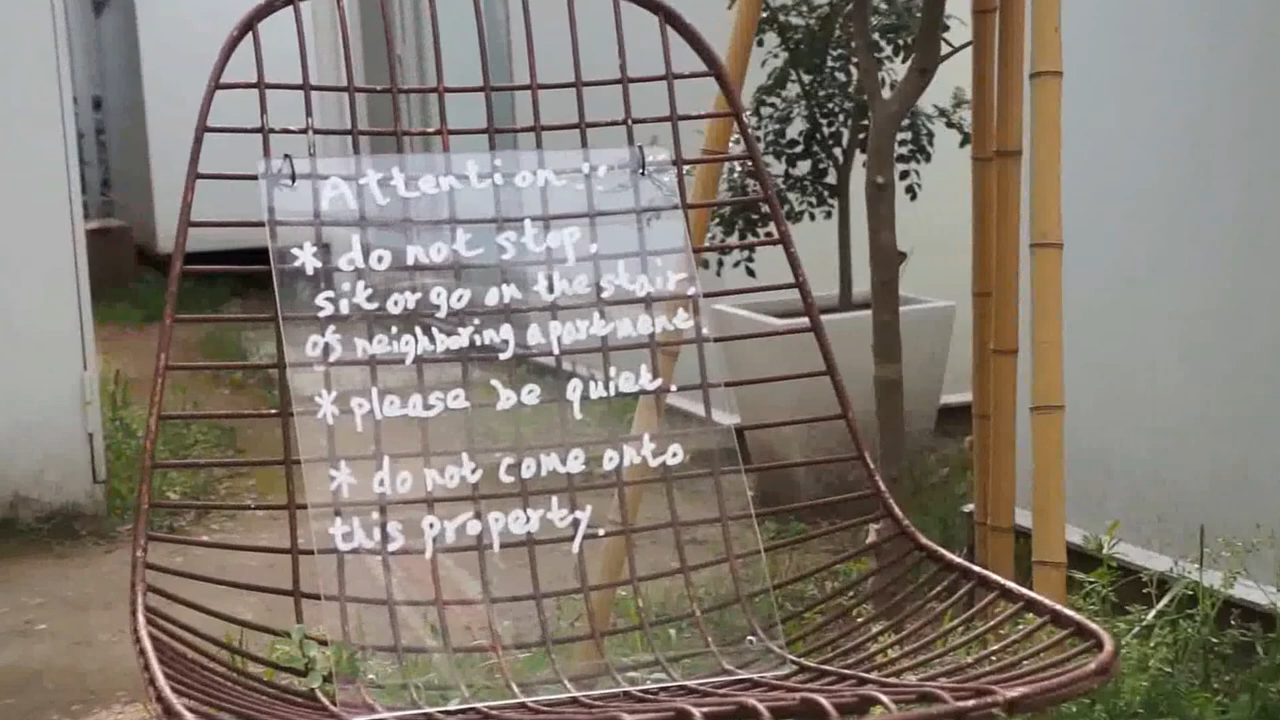 Attention!!
* do not stop.
sit or go on the stair.
of neighboring apartment.
* please be quiet.
* do not come onto
this property.